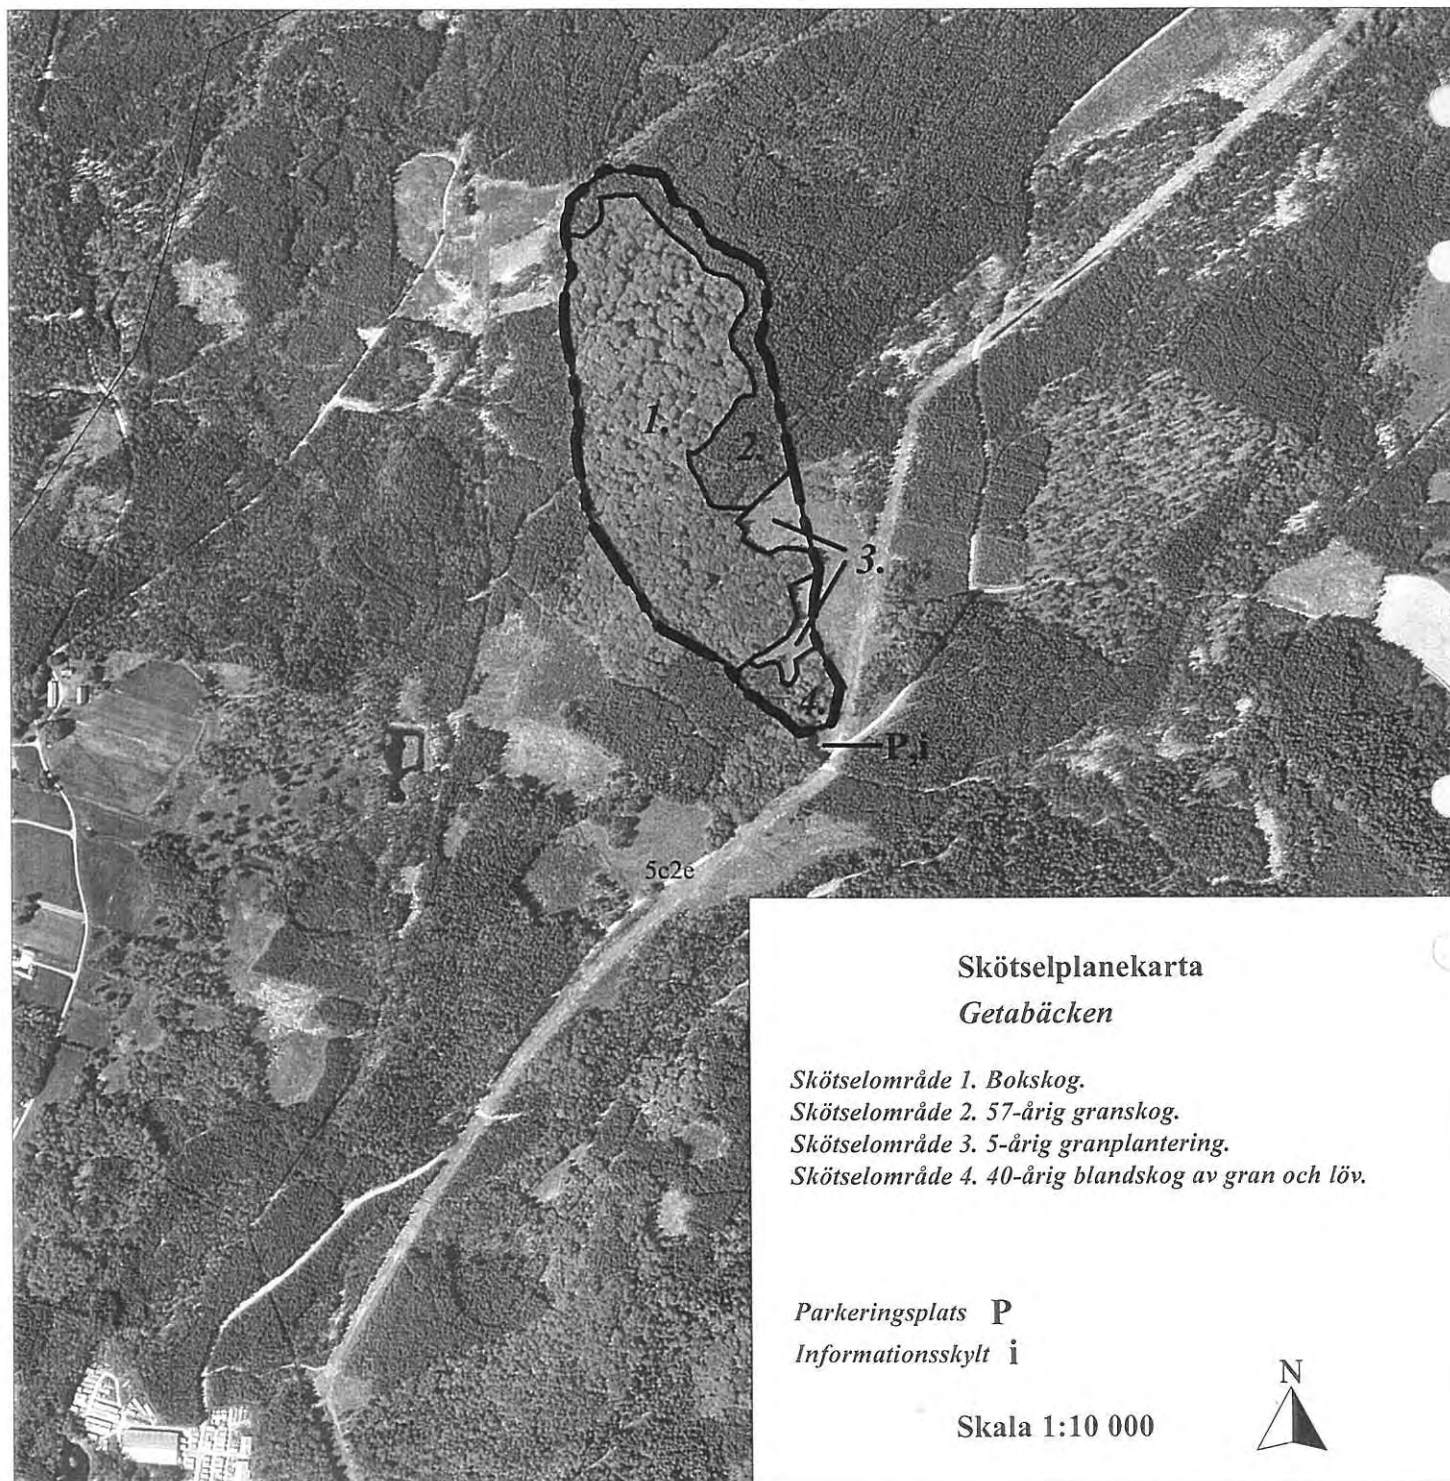 1.
2.
3.
4.
P,i
5c2e
Skötselplanekarta
Getabäcken
Skötselområde 1. Bokskog.
Skötselområde 2. 57-årig granskog.
Skötselområde 3. 5-årig granplantering.
Skötselområde 4. 40-årig blandskog av gran och löv.
Parkeringsplats P
Informationsskylt i
N
Skala 1:10 000